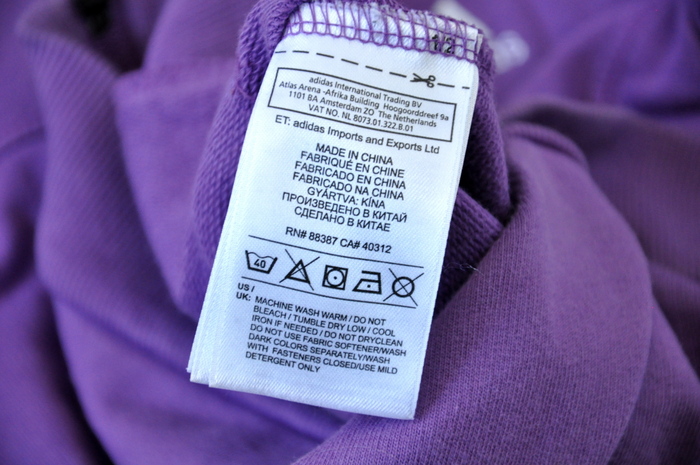 1/2
adidas International Trading BV
Atlas Arena -Afrika Building Hoogoorddreef 9a
1101 BA Amsterdam ZO The Netherlands
VAT NO. NL 8073.01.322.B.01
ET: adidas Imports and Exports Ltd
MADE IN CHINA
FABRIQUÉ EN CHINE
FABRICADO EN CHINA
FABRICADO NA CHINA
GYÁRTVA: KÍNA
ПРОИЗВЕДЕНО В КИТАЙ
СДЕЛАНО В КИТАЕ
RN# 88387 CA# 40312
40
US /
UK: MACHINE WASH WARM / DO NOT
BLEACH / TUMBLE DRY LOW / COOL
IRON IF NEEDED / DO NOT DRYCLEAN
DO NOT USE FABRIC SOFTENER/WASH
DARK COLORS SEPARATELY/WASH
WITH FASTENERS CLOSED/USE MILD
DETERGENT ONLY